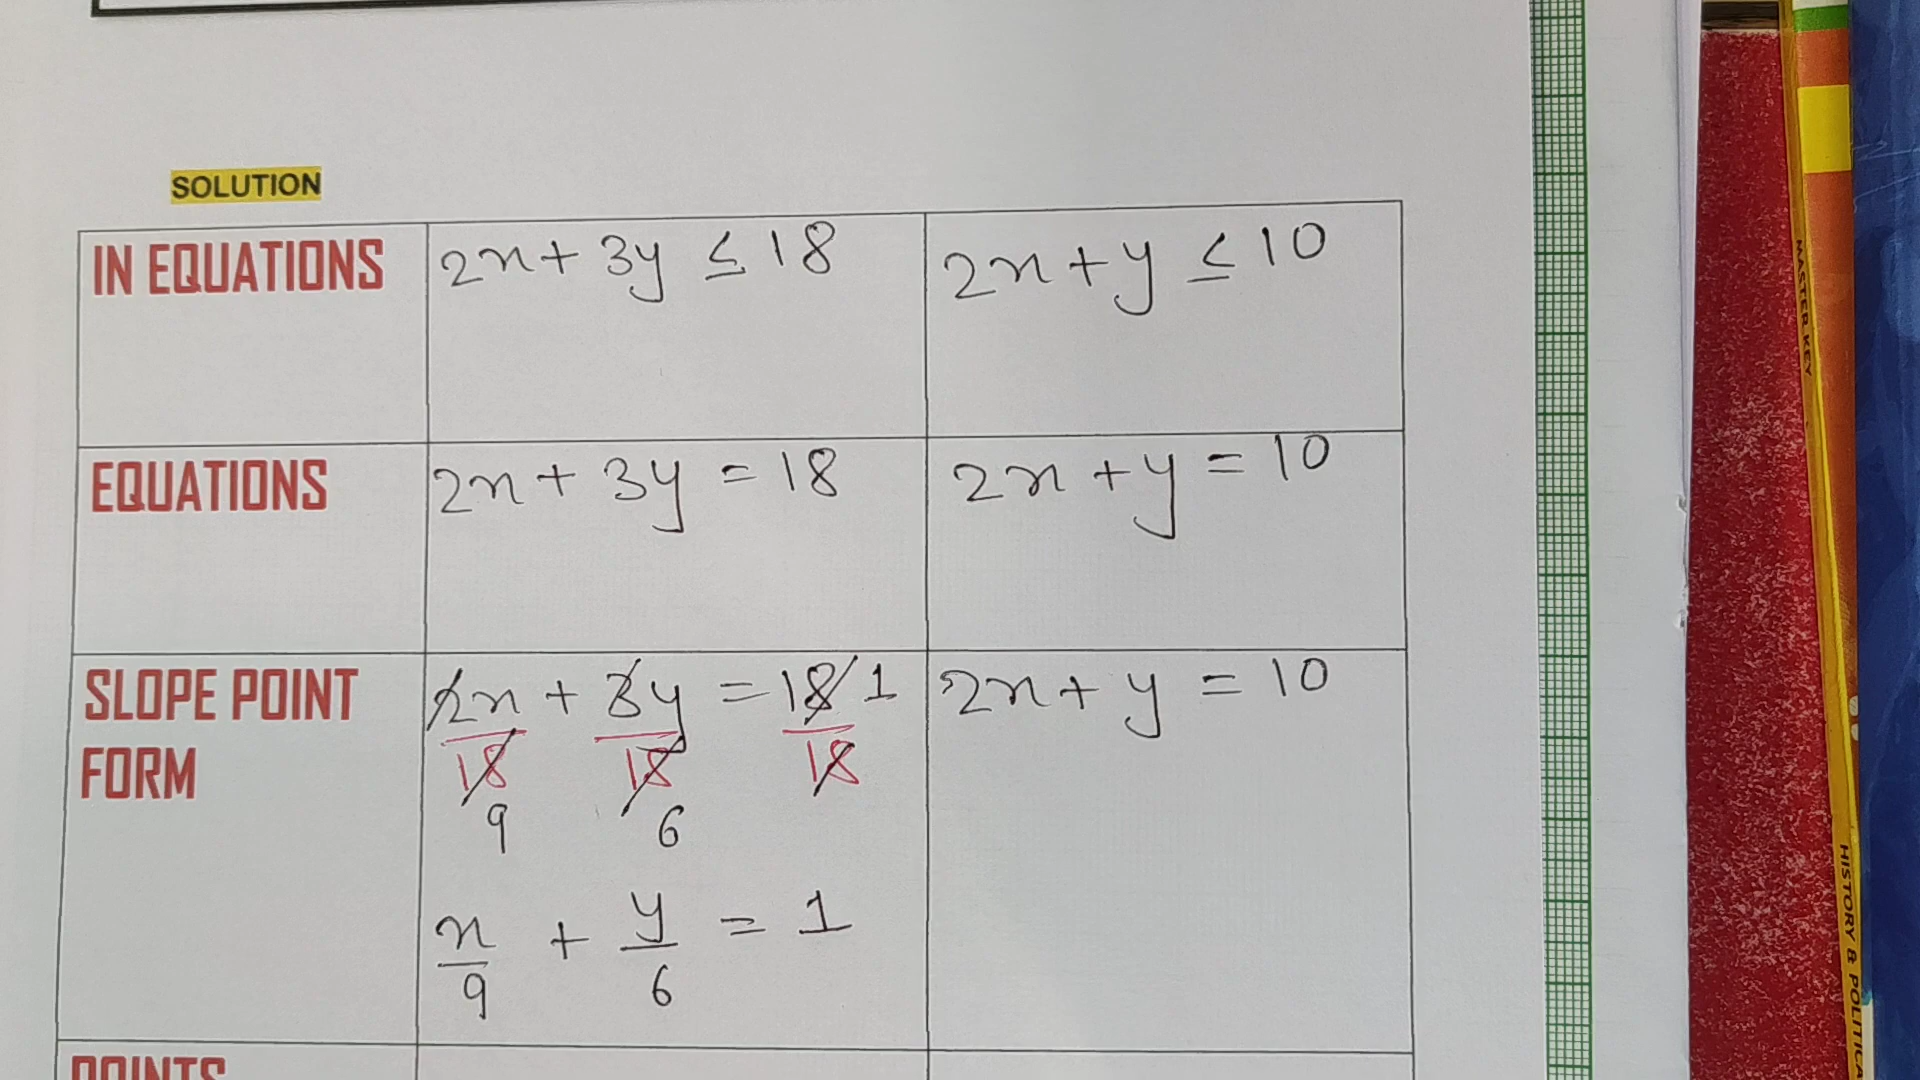 SOLUTION
IN EQUATIONS 2x + 3y ≤ 18 2x + y ≤ 10
EQUATIONS 2x + 3y = 18 2x + y = 10
SLOPE POINT FORM 2x + 3y = 18 1 2x + y = 10
18 18 18
9 6
x + y = 1
9 6
POINTS
MASTER KEY
HISTORY & POLITICA